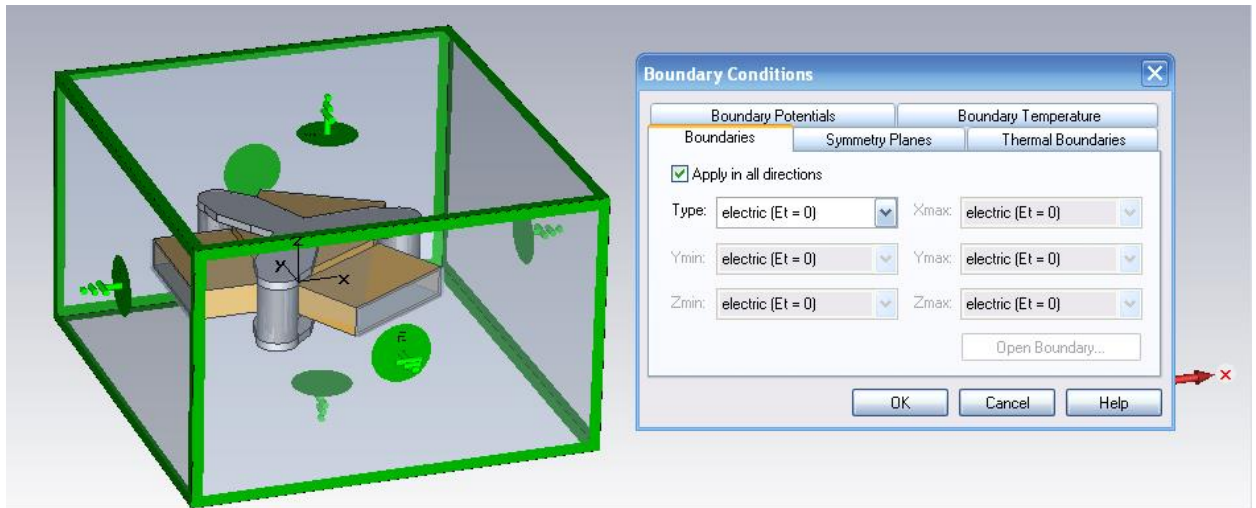 Boundary Conditions
Boundary Potentials Boundary Temperature
Boundaries Symmetry Planes Thermal Boundaries
Apply in all directions
Type: electric (Et = 0) Xmax: electric (Et = 0)
Ymin: electric (Et = 0) Ymax: electric (Et = 0)
Zmin: electric (Et = 0) Zmax: electric (Et = 0)
Open Boundary...
OK Cancel Help
z
y
x
x